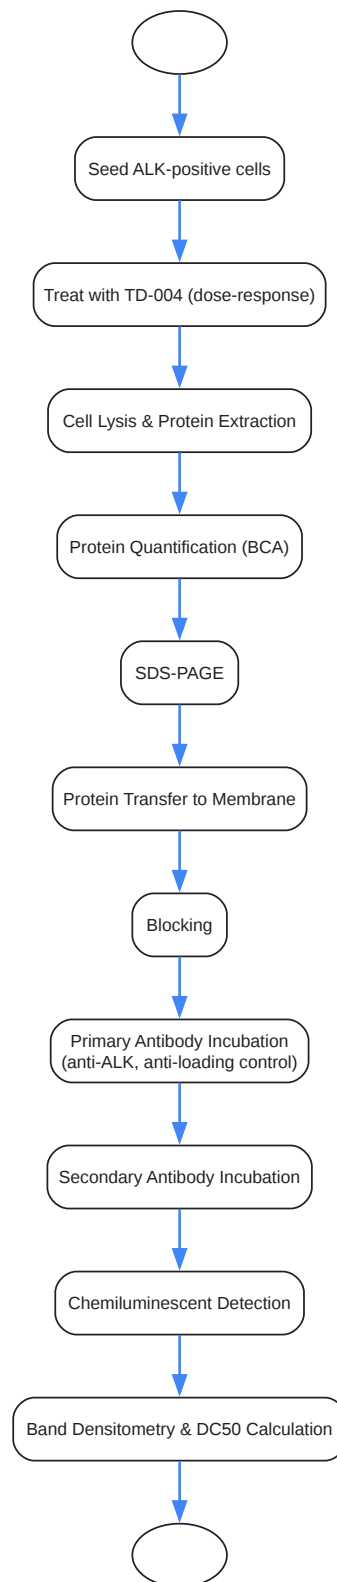 Seed ALK-positive cells
Treat with TD-004 (dose-response)
Cell Lysis & Protein Extraction
Protein Quantification (BCA)
SDS-PAGE
Protein Transfer to Membrane
Blocking
Primary Antibody Incubation
(anti-ALK, anti-loading control)
Secondary Antibody Incubation
Chemiluminescent Detection
Band Densitometry & DC50 Calculation